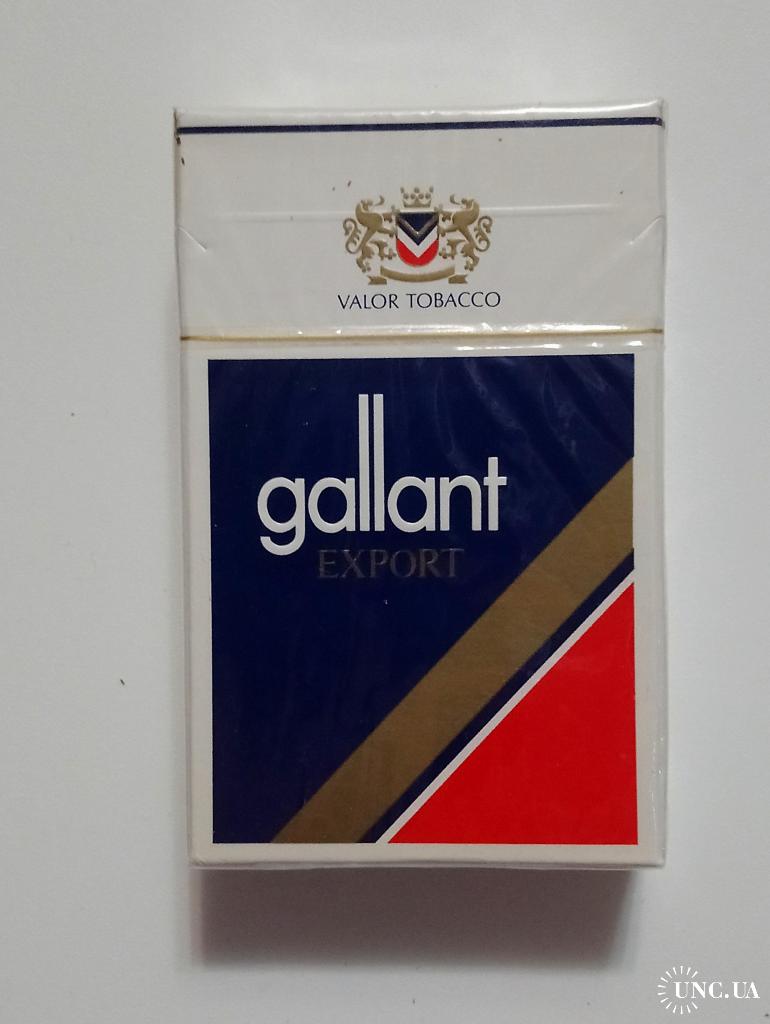 VALOR TOBACCO
gallant
EXPORT
UNC.UA